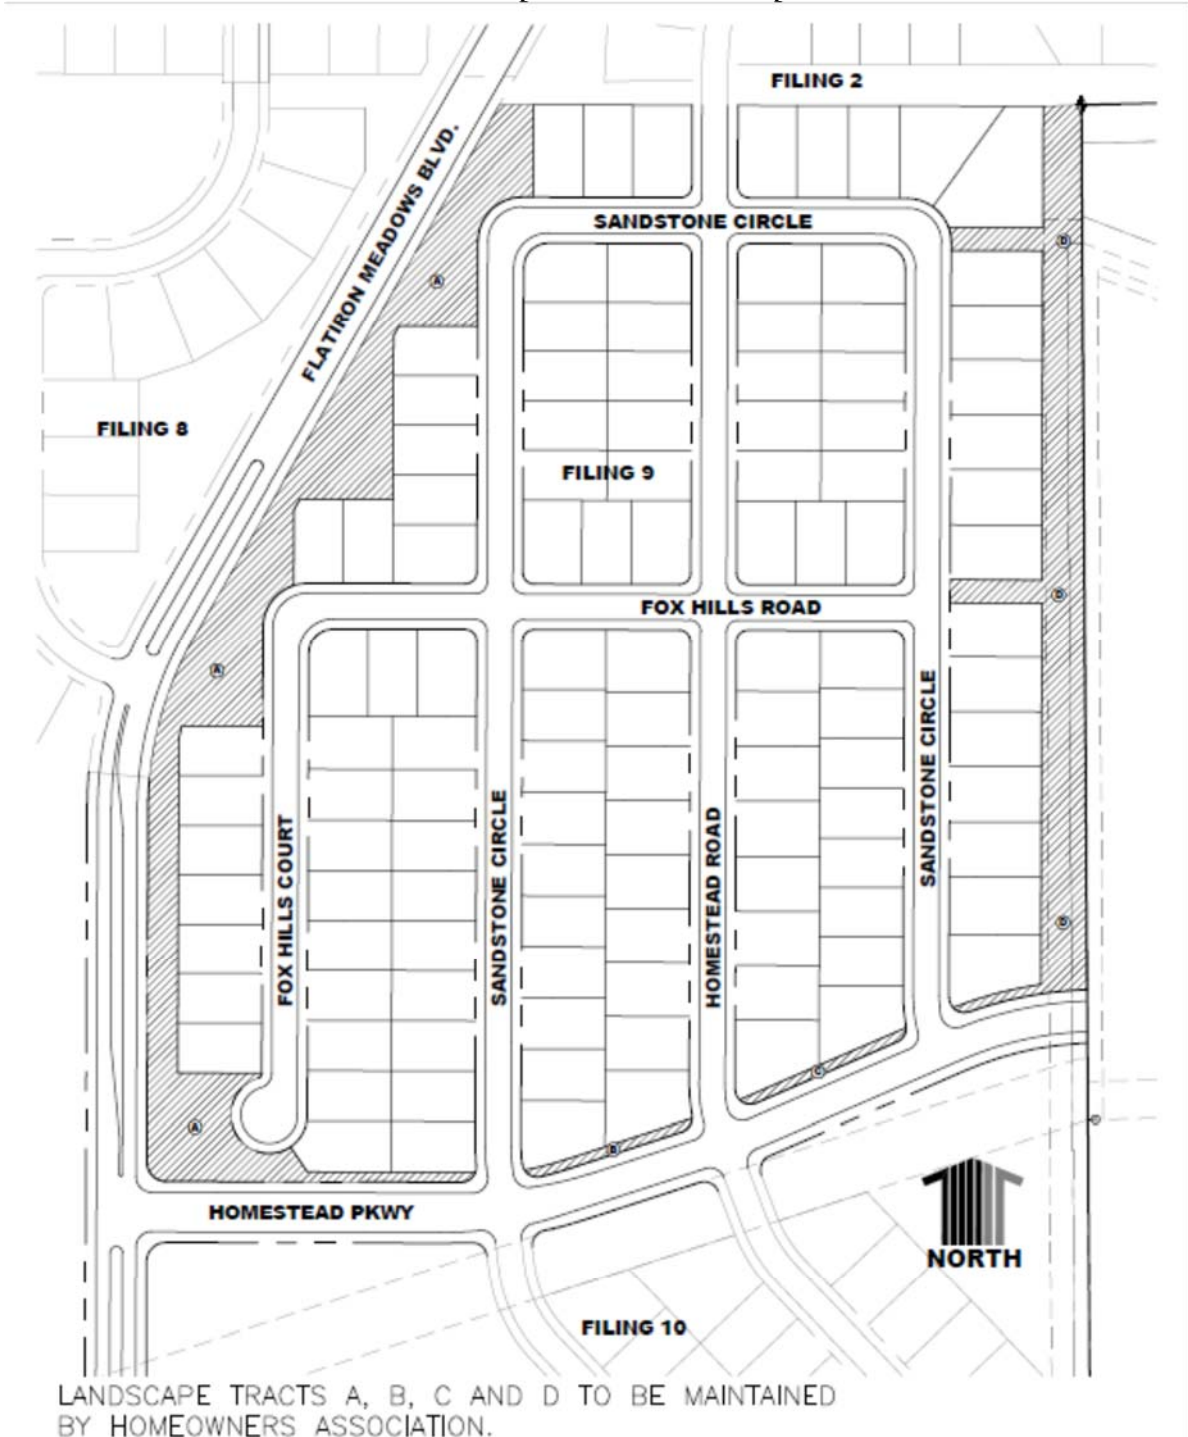 FILING 2
FLATIRON MEADOWS BLVD.
SANDSTONE CIRCLE
D
A
FILING 8
FILING 9
D
FOX HILLS ROAD
A
SANDSTONE CIRCLE
SANDSTONE CIRCLE
HOMESTEAD ROAD
FOX HILLS COURT
D
C
A
B
HOMESTEAD PKWY
NORTH
FILING 10
LANDSCAPE TRACTS A, B, C AND D TO BE MAINTAINED
BY HOMEOWNERS ASSOCIATION.